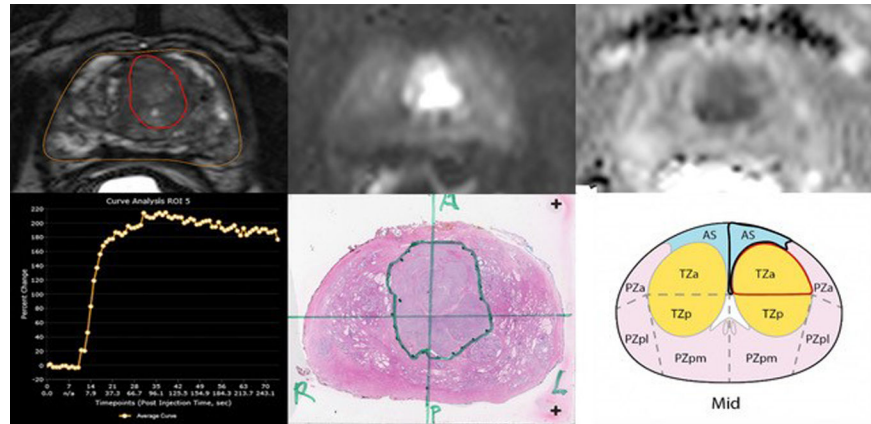 Curve Analysis ROI 5
Percent Change
220
200
180
160
140
120
100
80
60
40
20
0
-20
0 7 14 21 28 35 42 49 56 63 70
0.0 n/a 7.9 37.3 66.7 96.1 125.5 154.9 184.3 213.7 243.1
Timepoints (Post Injection Time, sec)
Average Curve
A
R
L
P
AS AS
TZa TZa
PZa PZa
TZp TZp
PZpl PZpl
PZpm PZpm
Mid